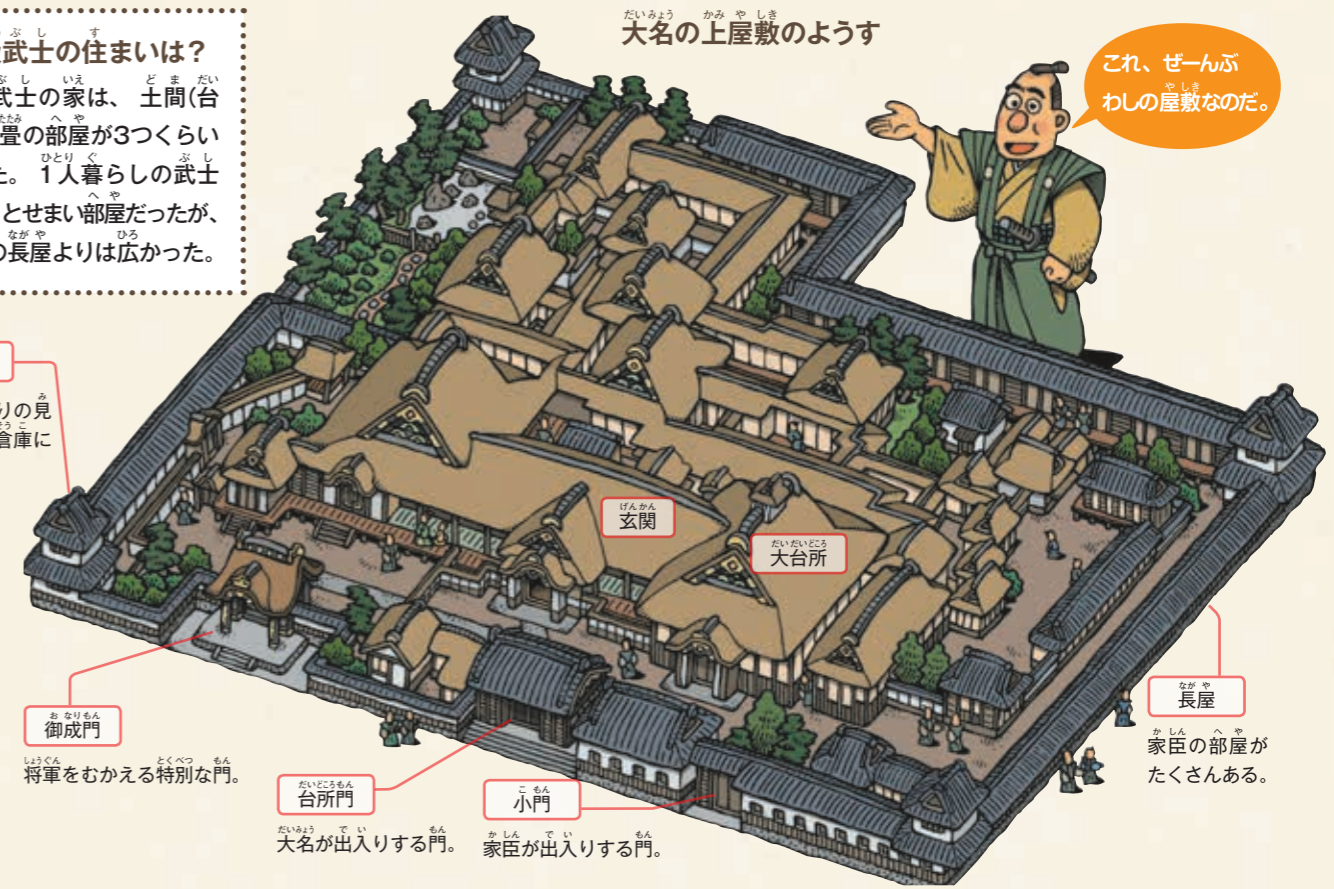 大名の上屋敷のようす
武士の住まいは?
武士の家は、土間(台
畳の部屋が3つくらい
た。1人暮らしの武士
とせまい部屋だったが、
の長屋よりは広かった。
これ、ぜーんぶ
わしの屋敷なのだ。
りの見
倉庫に
玄関
大台所
御成門
将軍をむかえる特別な門。
台所門
大名が出入りする門。
小門
家臣が出入りする門。
長屋
家臣の部屋が
たくさんある。